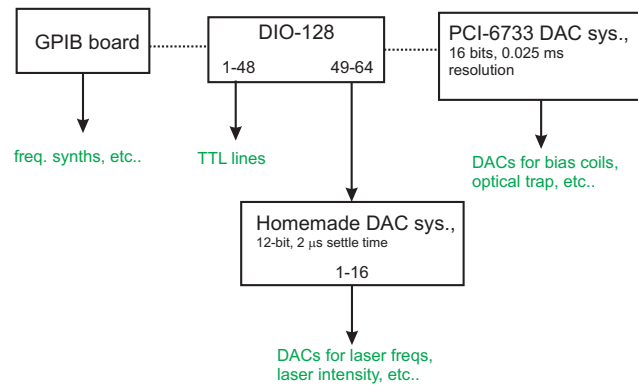 GPIB board
DIO-128
1-48 49-64
PCI-6733 DAC sys.,
16 bits, 0.025 ms
resolution
freq. synths, etc..
TTL lines
DACs for bias coils,
optical trap, etc..
Homemade DAC sys.,
12-bit, 2 µs settle time
1-16
DACs for laser freqs,
laser intensity, etc..